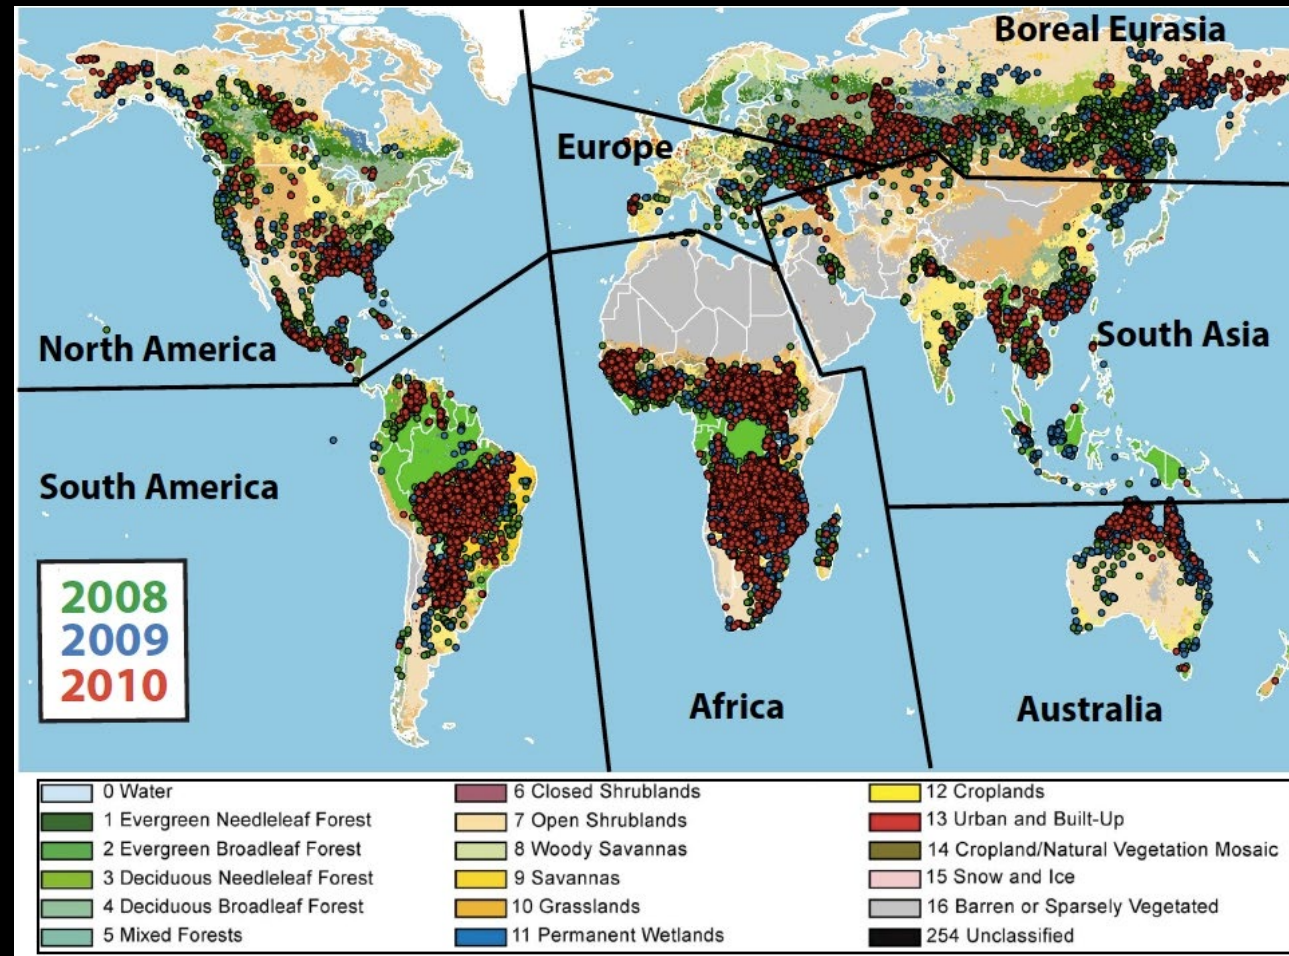 Boreal Eurasia
Europe
North America
South Asia
South America
Africa
Australia
2008
2009
2010
0 Water
1 Evergreen Needleleaf Forest
2 Evergreen Broadleaf Forest
3 Deciduous Needleleaf Forest
4 Deciduous Broadleaf Forest
5 Mixed Forests
6 Closed Shrublands
7 Open Shrublands
8 Woody Savannas
9 Savannas
10 Grasslands
11 Permanent Wetlands
12 Croplands
13 Urban and Built-Up
14 Cropland/Natural Vegetation Mosaic
15 Snow and Ice
16 Barren or Sparsely Vegetated
254 Unclassified